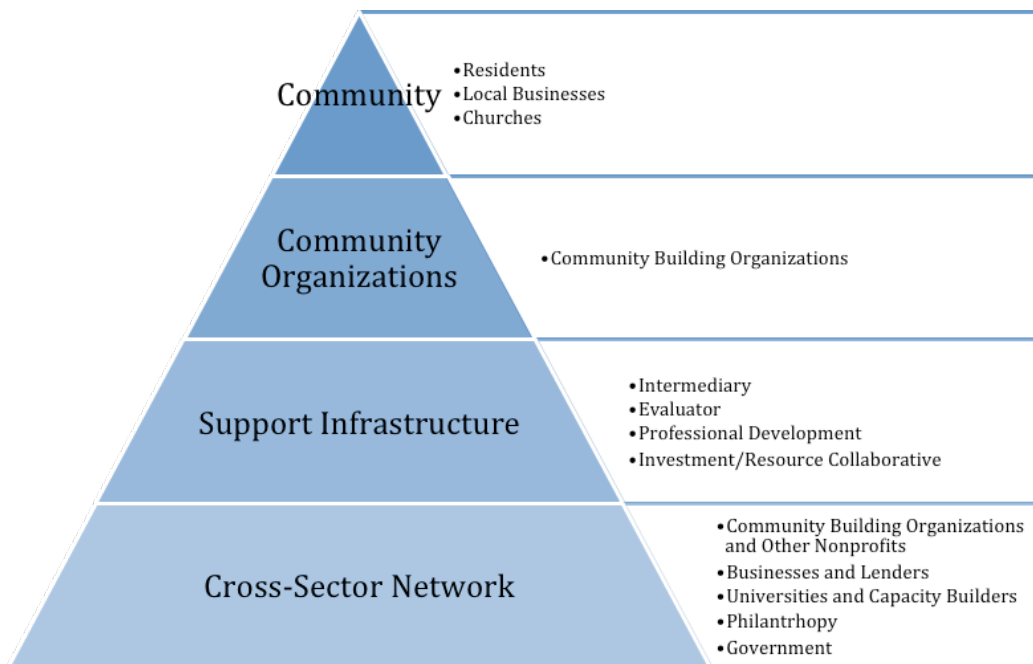 Community
•Residents
•Local Businesses
•Churches
Community
Organizations
•Community Building Organizations
Support Infrastructure
•Intermediary
•Evaluator
•Professional Development
•Investment/Resource Collaborative
Cross-Sector Network
•Community Building Organizations
and Other Nonprofits
•Businesses and Lenders
•Universities and Capacity Builders
•Philantrhopy
•Government